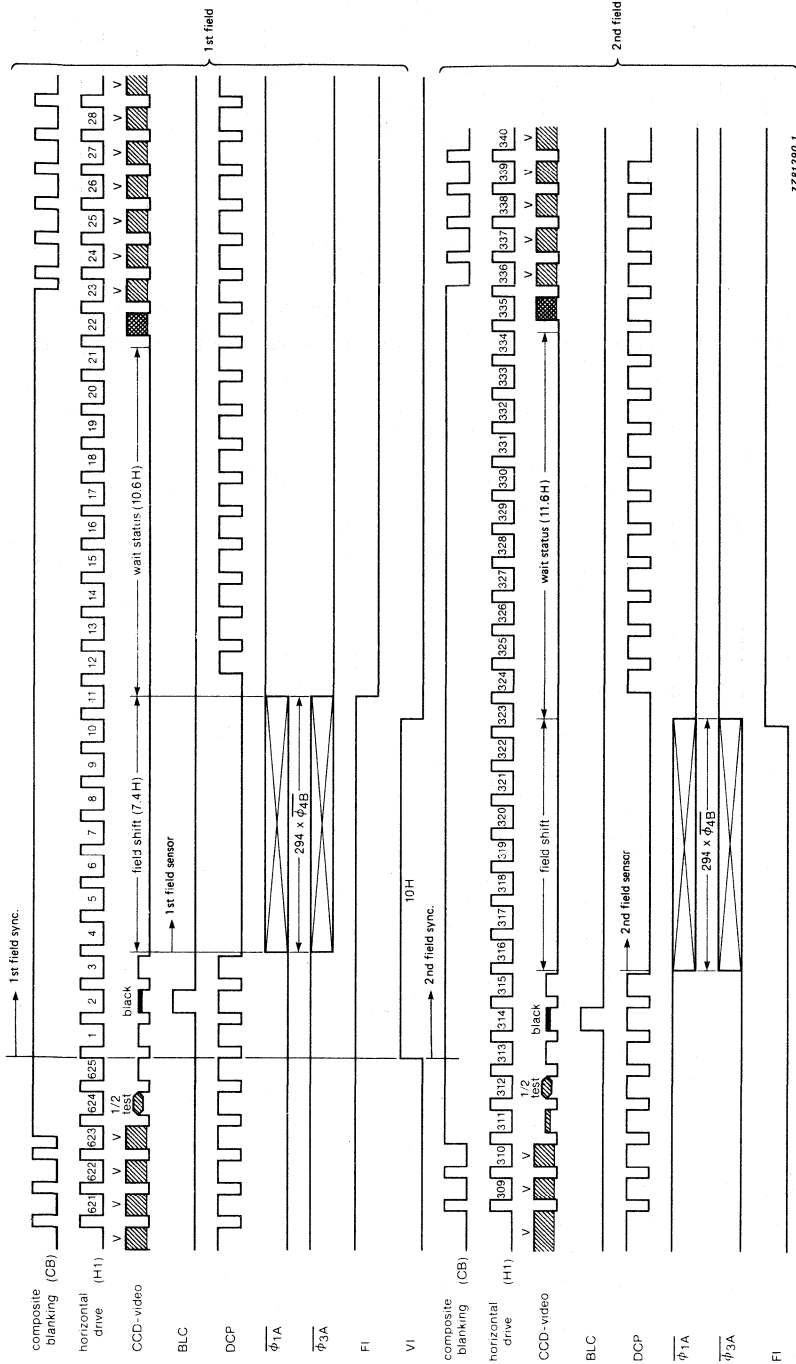 composite
blanking (CB)
→ 1st field sync.
horizontal
drive (H1)
621 622 623 624 625 1 2 3 4 5 6 7 8 9 10 11 12 13 14 15 16 17 18 19 20 21 22 23 24 25 26 27 28
V V V V 1/2 test black field shift (7.4 H) wait status (10.6 H) V V V V V V V
CCD-video
BLC
→ 1st field sensor
DCP
φ1A
294 x φ4B
φ3A
FI
VI
10H
1st field
→ 2nd field sync.
composite
blanking (CB)
horizontal
drive (H1)
309 310 311 312 313 314 315 316 317 318 319 320 321 322 323 324 325 326 327 328 329 330 331 332 333 334 335 336 337 338 339 340
V V V 1/2 test black field shift wait status (11.6 H) V V V V V
CCD-video
BLC
→ 2nd field sensor
DCP
φ1A
294 x φ4B
φ3A
FI
2nd field